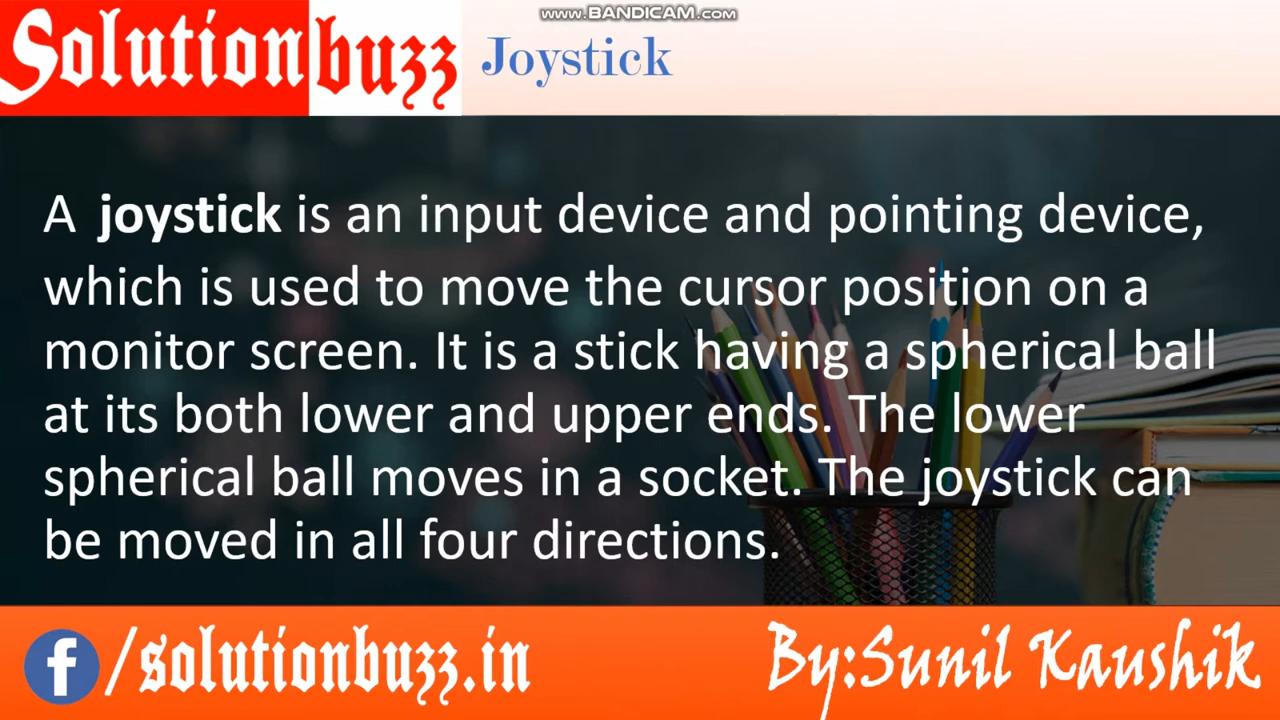 www.BANDICAM.com
Solutionbuzz
Joystick
A joystick is an input device and pointing device,
which is used to move the cursor position on a
monitor screen. It is a stick having a spherical ball
at its both lower and upper ends. The lower
spherical ball moves in a socket. The joystick can
be moved in all four directions.
f/solutionbuzz.in
By:Sunil Kaushik